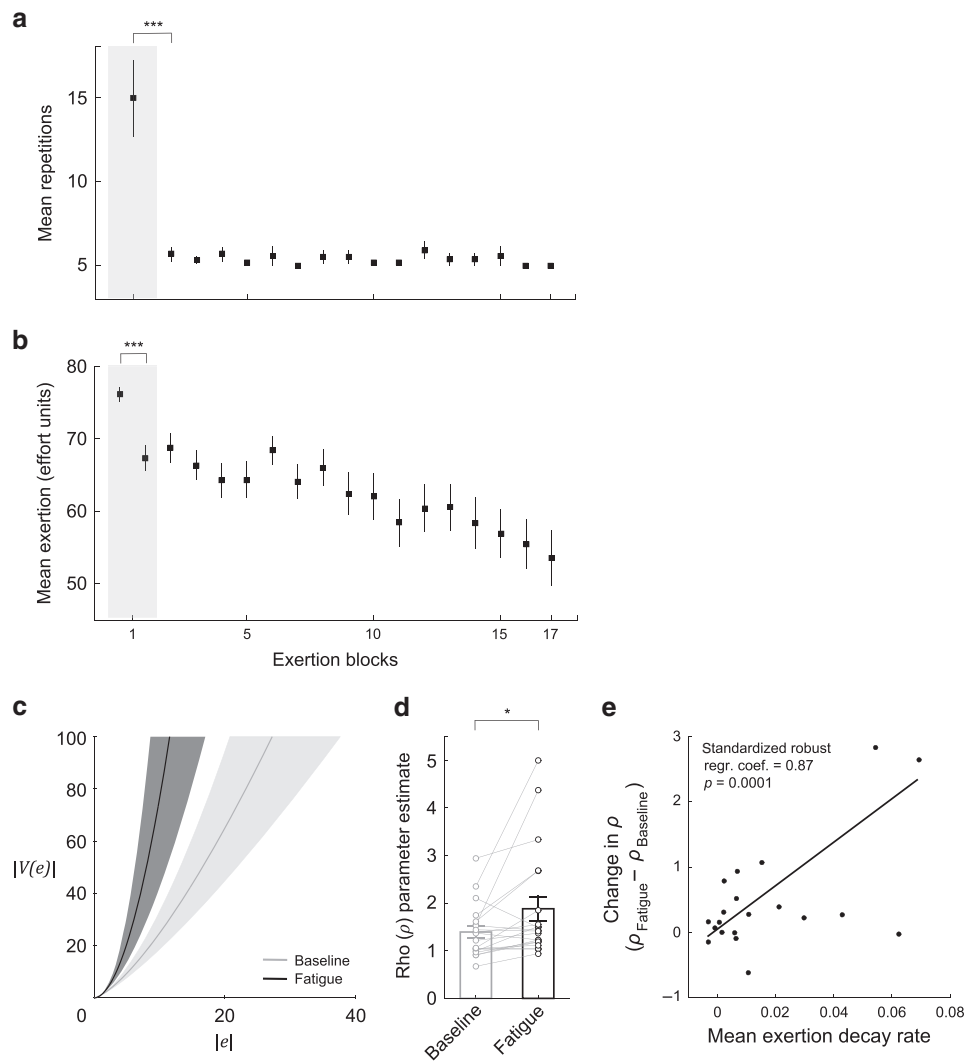 a
***
15
10
5
Mean repetitions
b
***
80
70
60
50
Mean exertion (effort units)
1
5
10
15
17
Exertion blocks
c
100
80
60
40
20
0
20
40
|V(e)|
|e|
Baseline
Fatigue
d
*
5
4
3
2
1
0
Rho (ρ) parameter estimate
Baseline
Fatigue
e
3
2
1
0
–1
Change in ρ
(ρFatigue – ρBaseline)
Standardized robust
regr. coef. = 0.87
p = 0.0001
0
0.02
0.04
0.06
0.08
Mean exertion decay rate